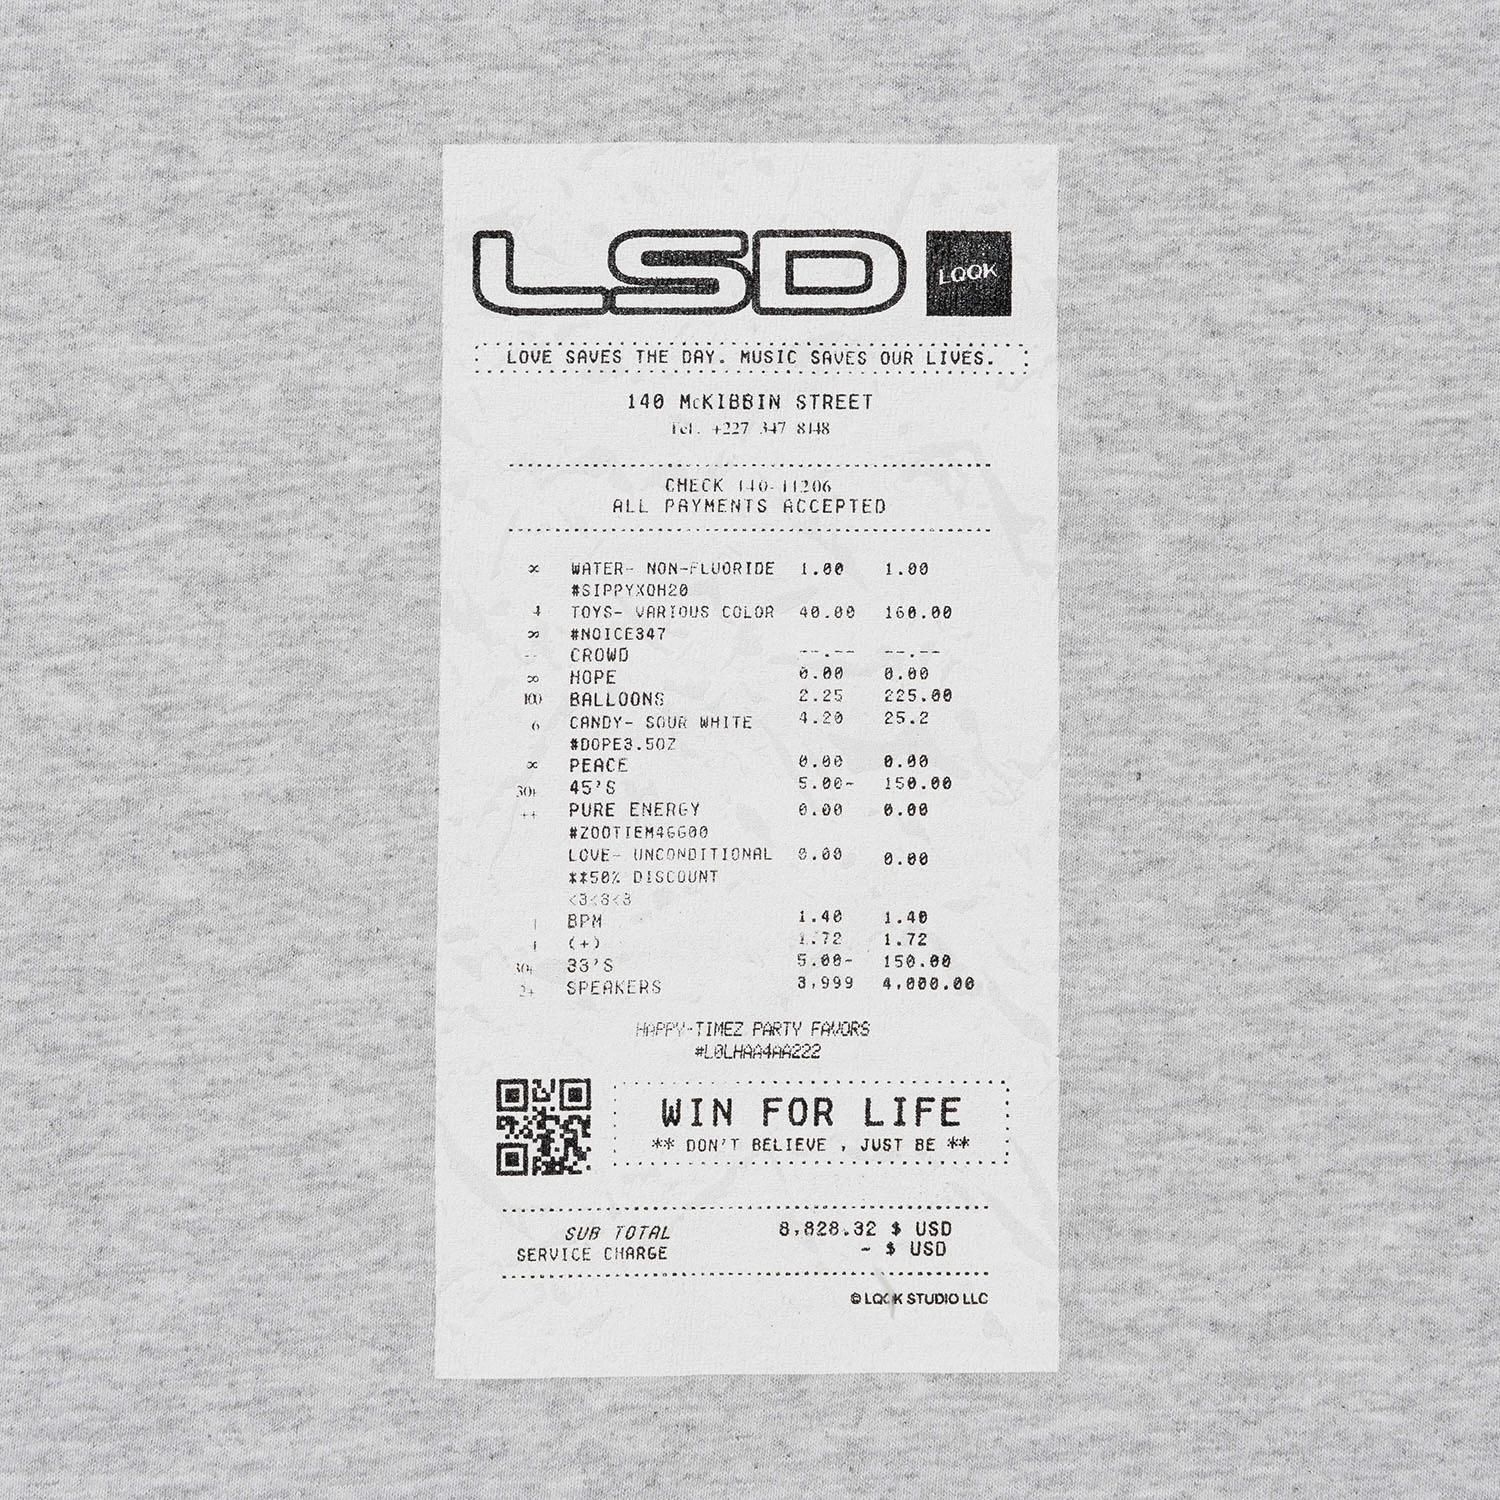 LSD LQQK
LOVE SAVES THE DAY. MUSIC SAVES OUR LIVES.
140 McKIBBIN STREET
Tel. +227 347 8148
CHECK 140-11206
ALL PAYMENTS ACCEPTED
∞ WATER- NON-FLUORIDE 1.00 1.00
#SIPPYXOH20
4 TOYS- VARIOUS COLOR 40.00 160.00
∞ #NOICE347
-- CROWD --.-- --.--
∞ HOPE 0.00 0.00
100 BALLOONS 2.25 225.00
6 CANDY- SOUR WHITE 4.20 25.2
#DOPE3.5OZ
∞ PEACE 0.00 0.00
30+ 45'S 5.00- 150.00
++ PURE ENERGY 0.00 0.00
#ZOOTIEM46G00
LOVE- UNCONDITIONAL 0.00 0.00
**50% DISCOUNT
<3<3<3
1 BPM 1.40 1.40
1 (+) 1.72 1.72
30+ 33'S 5.00- 150.00
2+ SPEAKERS 3,999 4,000.00
HAPPY-TIMEZ PARTY FAVORS
#L0LHAA4AA222
WIN FOR LIFE
** DON'T BELIEVE , JUST BE **
SUB TOTAL 8,828.32 $ USD
SERVICE CHARGE - $ USD
© LQQK STUDIO LLC